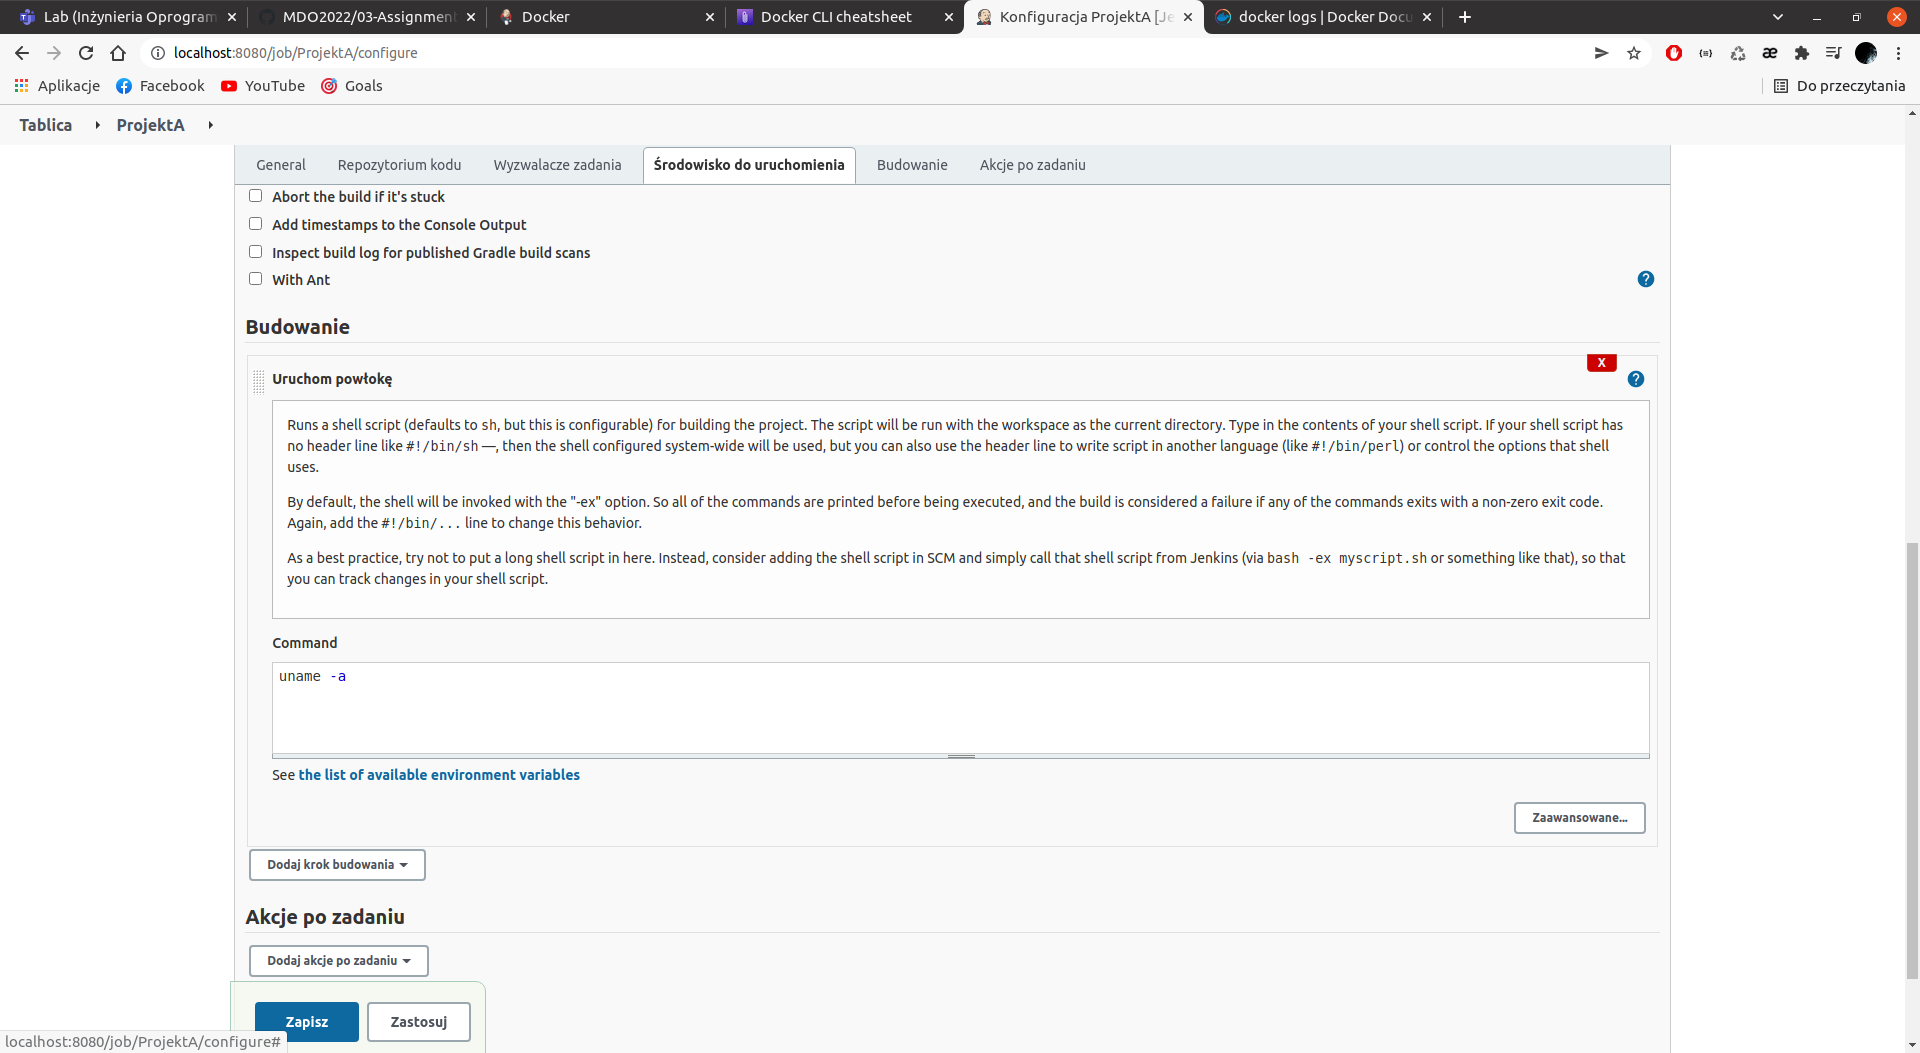 Lab (Inżynieria Oprogram
MDO2022/03-Assignment
Docker
Docker CLI cheatsheet
Konfiguracja ProjektA [Je
docker logs | Docker Docu
localhost:8080/job/ProjektA/configure
Aplikacje
Facebook
YouTube
Goals
Do przeczytania
Tablica
ProjektA
General
Repozytorium kodu
Wyzwalacze zadania
Środowisko do uruchomienia
Budowanie
Akcje po zadaniu
Abort the build if it's stuck
Add timestamps to the Console Output
Inspect build log for published Gradle build scans
With Ant
?
Budowanie
X
Uruchom powłokę
?
Runs a shell script (defaults to sh, but this is configurable) for building the project. The script will be run with the workspace as the current directory. Type in the contents of your shell script. If your shell script has
no header line like #!/bin/sh —, then the shell configured system-wide will be used, but you can also use the header line to write script in another language (like #!/bin/perl) or control the options that shell
uses.
By default, the shell will be invoked with the "-ex" option. So all of the commands are printed before being executed, and the build is considered a failure if any of the commands exits with a non-zero exit code.
Again, add the #!/bin/... line to change this behavior.
As a best practice, try not to put a long shell script in here. Instead, consider adding the shell script in SCM and simply call that shell script from Jenkins (via bash -ex myscript.sh or something like that), so that
you can track changes in your shell script.
Command
uname -a
See the list of available environment variables
Zaawansowane...
Dodaj krok budowania
Akcje po zadaniu
Dodaj akcje po zadaniu
Zapisz
Zastosuj
localhost:8080/job/ProjektA/configure#